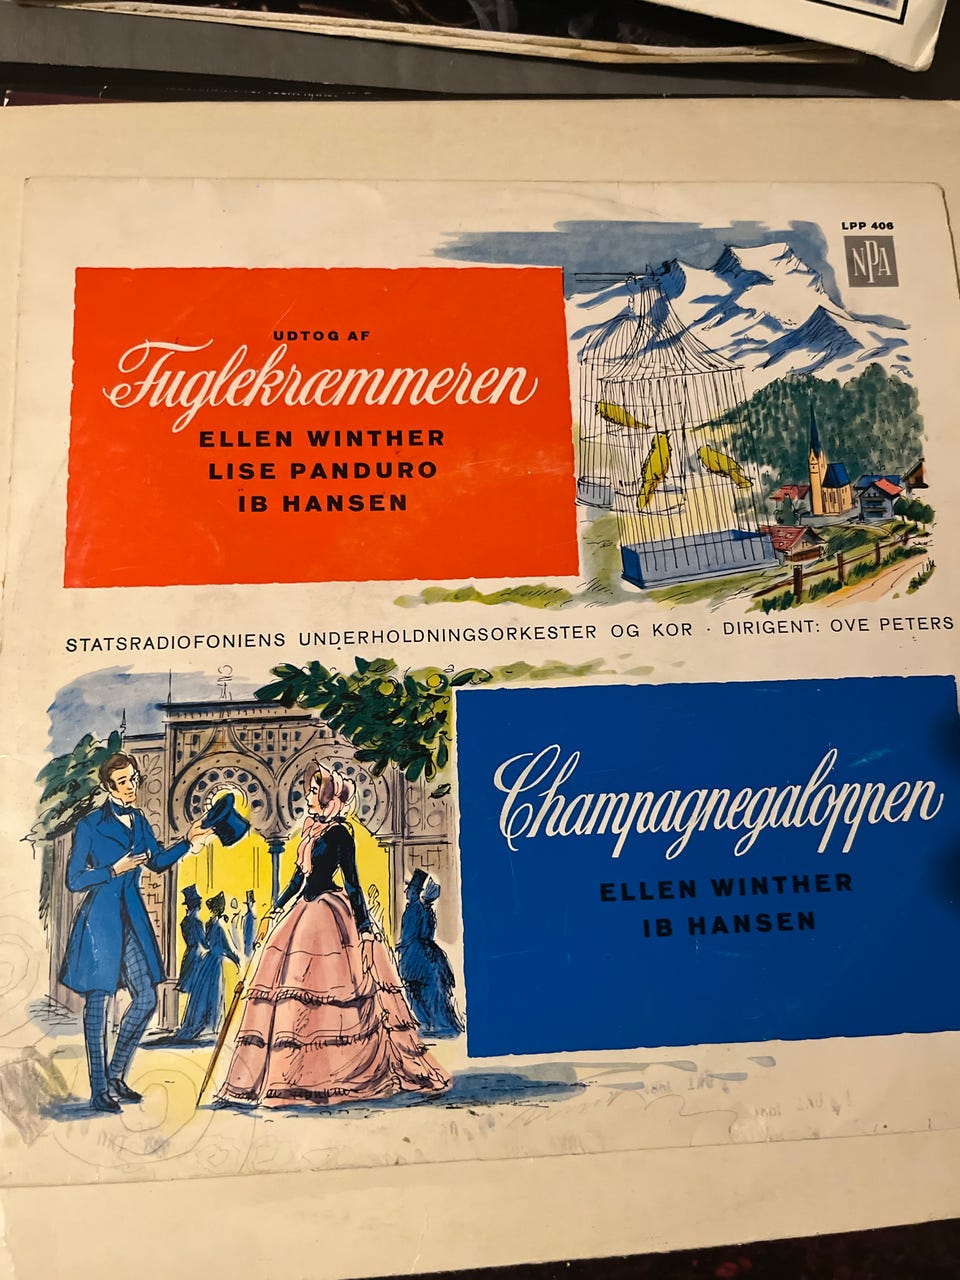 LPP 406
NPA
UDTOG AF
Fuglekræmmeren
ELLEN WINTHER
LISE PANDURO
IB HANSEN
STATSRADIOFONIENS UNDERHOLDNINGSORKESTER OG KOR · DIRIGENT: OVE PETERS
Champagnegaloppen
ELLEN WINTHER
IB HANSEN